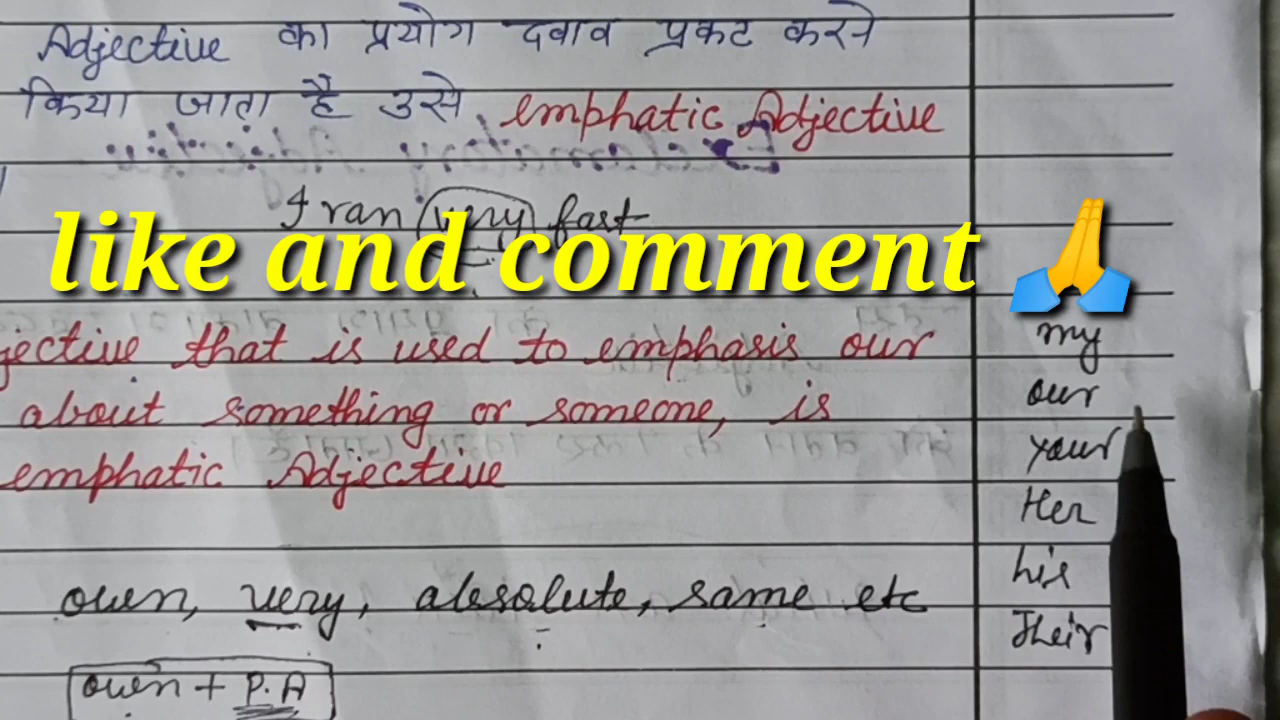 Adjective का प्रयोग दवाव प्रकट करने
किया जाता है उसे emphatic Adjective
I ran very fast
like and comment 🙏
jective that is used to emphasis our
about something or someone, is
emphatic Adjective
own, very, absolute, same etc
own + P.A
my
our
your
Her
his
Their